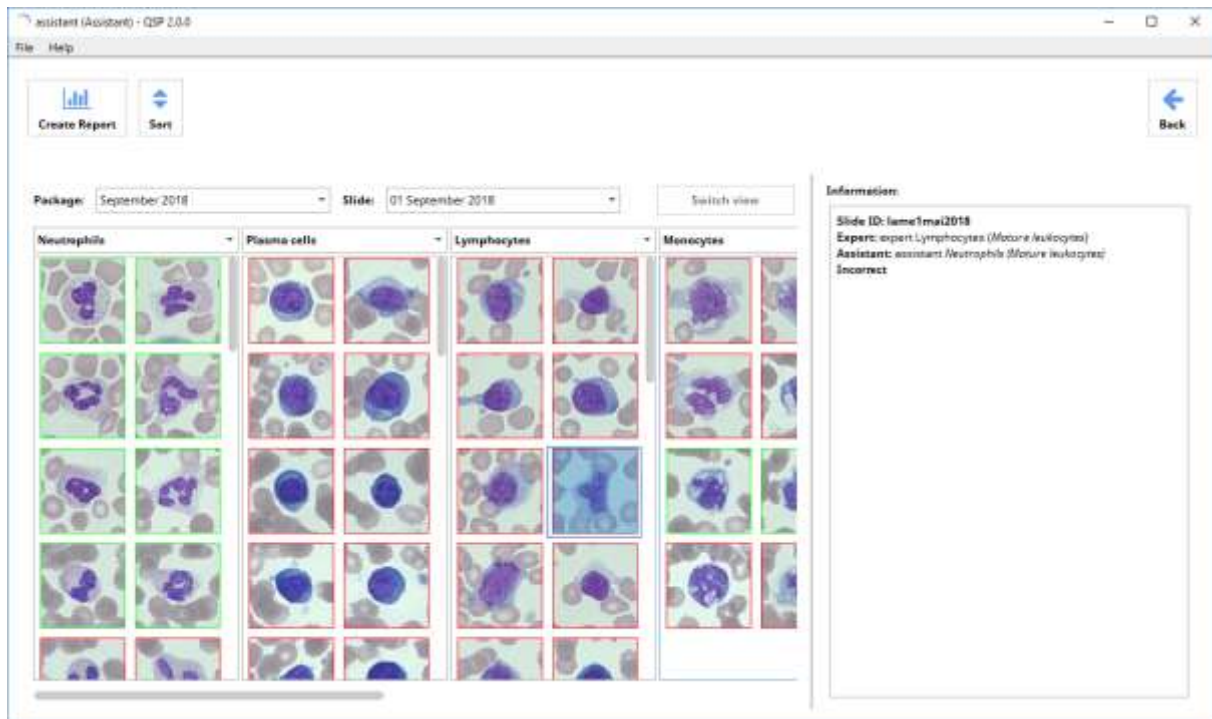 assistant (Assistant) - QSP 2.0.0
File Help
Create Report Sort Back
Package: September 2018 Slide: 01 September 2018 Switch view
Neutrophils Plasma cells Lymphocytes Monocytes
Information:
Slide ID: lame1mai2018
Expert: expert Lymphocytes (Mature leukocytes)
Assistant: assistant Neutrophils (Mature leukocytes)
Incorrect